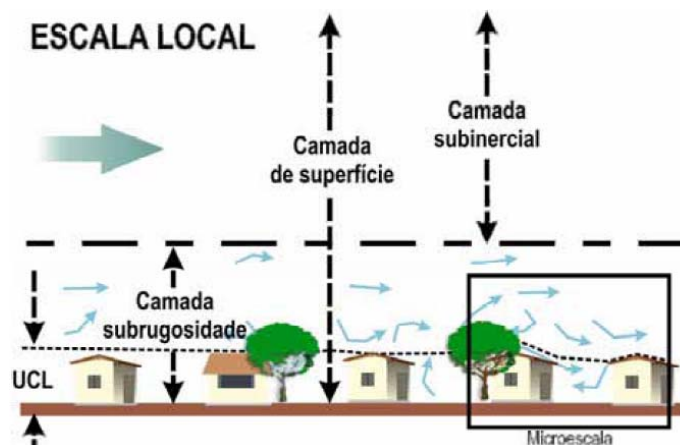 ESCALA LOCAL
Camada
subinercial
Camada
de superfície
Camada
subrugosidade
UCL
Microescala